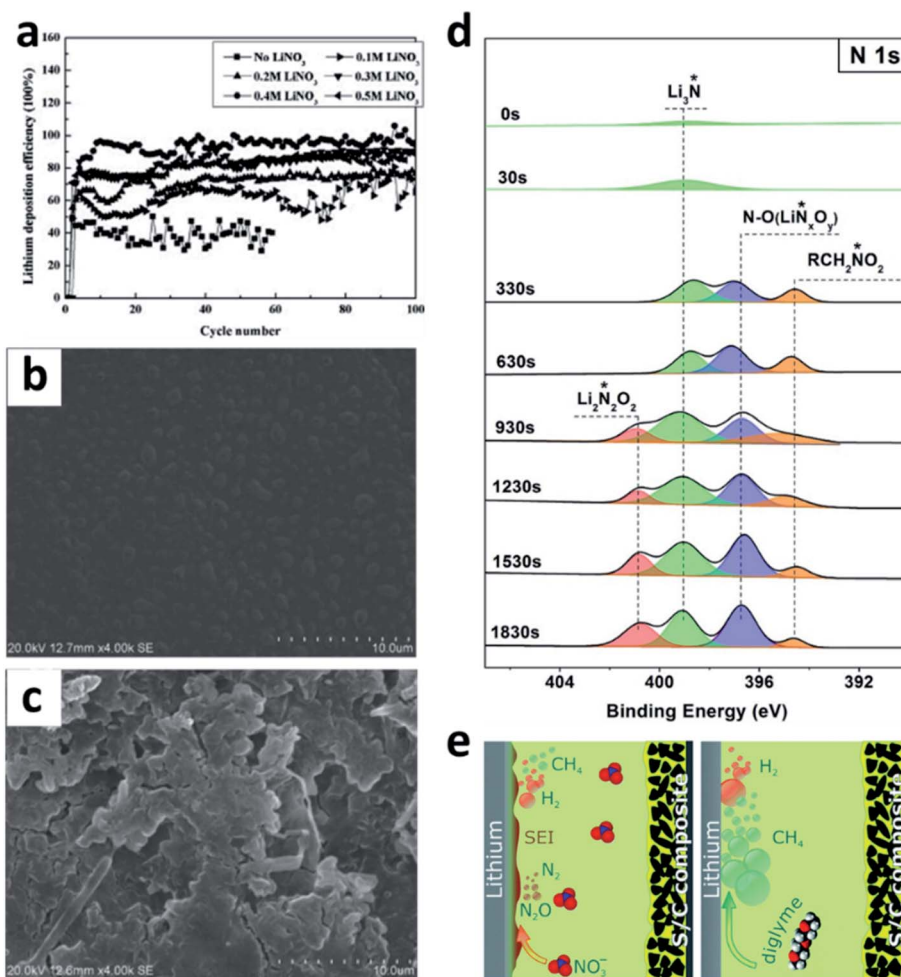 a
No LiNO3
0.1M LiNO3
0.2M LiNO3
0.3M LiNO3
0.4M LiNO3
0.5M LiNO3
Lithium deposition efficiency (100%)
160
140
120
100
80
60
40
20
0
0 20 40 60 80 100
Cycle number
b
20.0kV 12.7mm x4.00k SE
10.0um
c
20.0kV 12.6mm x4.00k SE
10.0um
d
N 1s
Li3N*
0s
30s
N-O(LiN*xOy)
RCH2N*O2
330s
630s
Li2N*2O2
930s
1230s
1530s
1830s
404 400 396 392
Binding Energy (eV)
e
Lithium
CH4
H2
SEI
N2
N2O
NO3−
S/C composite
Lithium
H2
CH4
diglyme
S/C composite